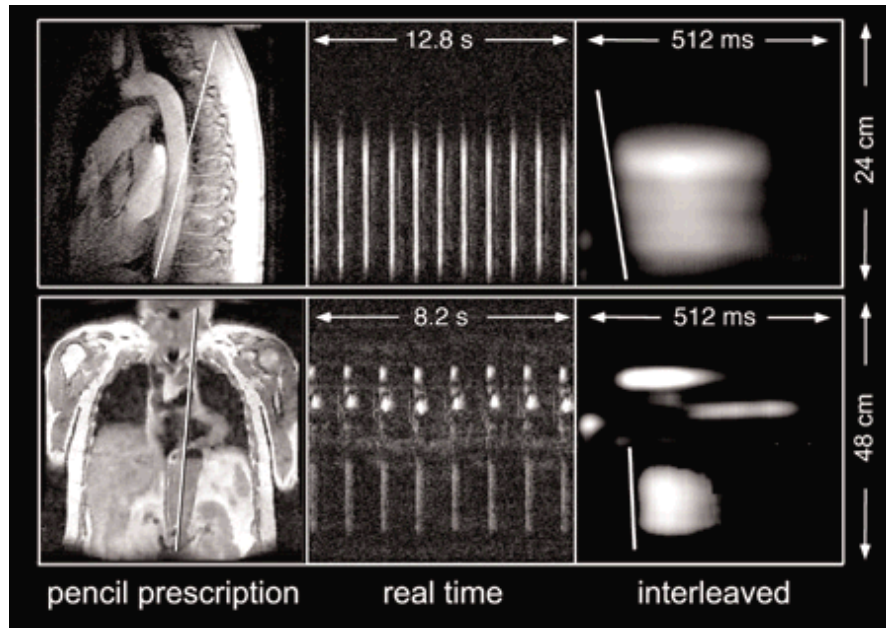 12.8 s
512 ms
24 cm
8.2 s
512 ms
48 cm
pencil prescription
real time
interleaved